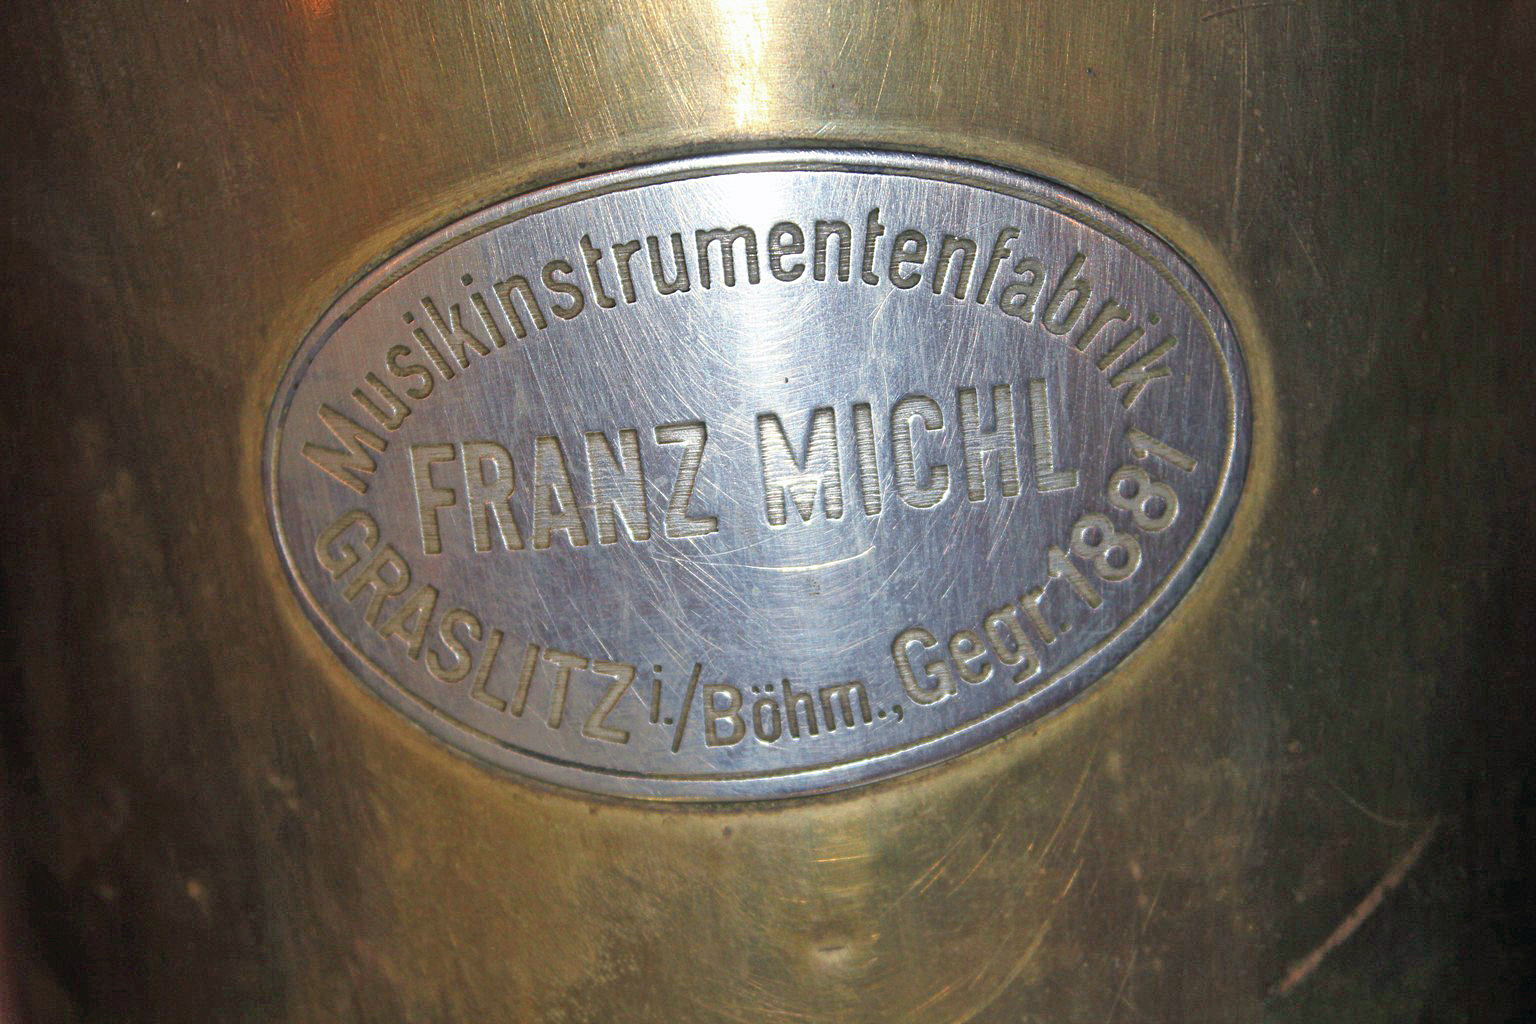 Musikinstrumentenfabrik
FRANZ MICHL
GRASLITZ i./Böhm., Gegr. 1881